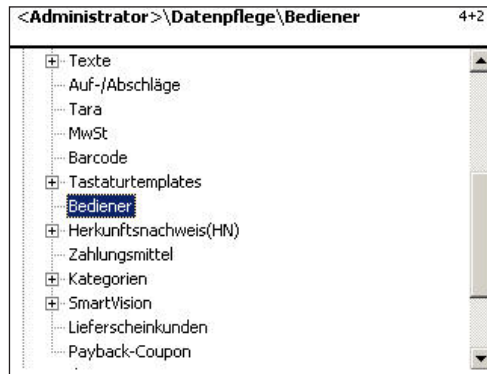 <Administrator>\Datenpflege\Bediener 4+2
Texte
Auf-/Abschläge
Tara
MwSt
Barcode
Tastaturtemplates
Bediener
Herkunftsnachweis(HN)
Zahlungsmittel
Kategorien
SmartVision
Lieferscheinkunden
Payback-Coupon